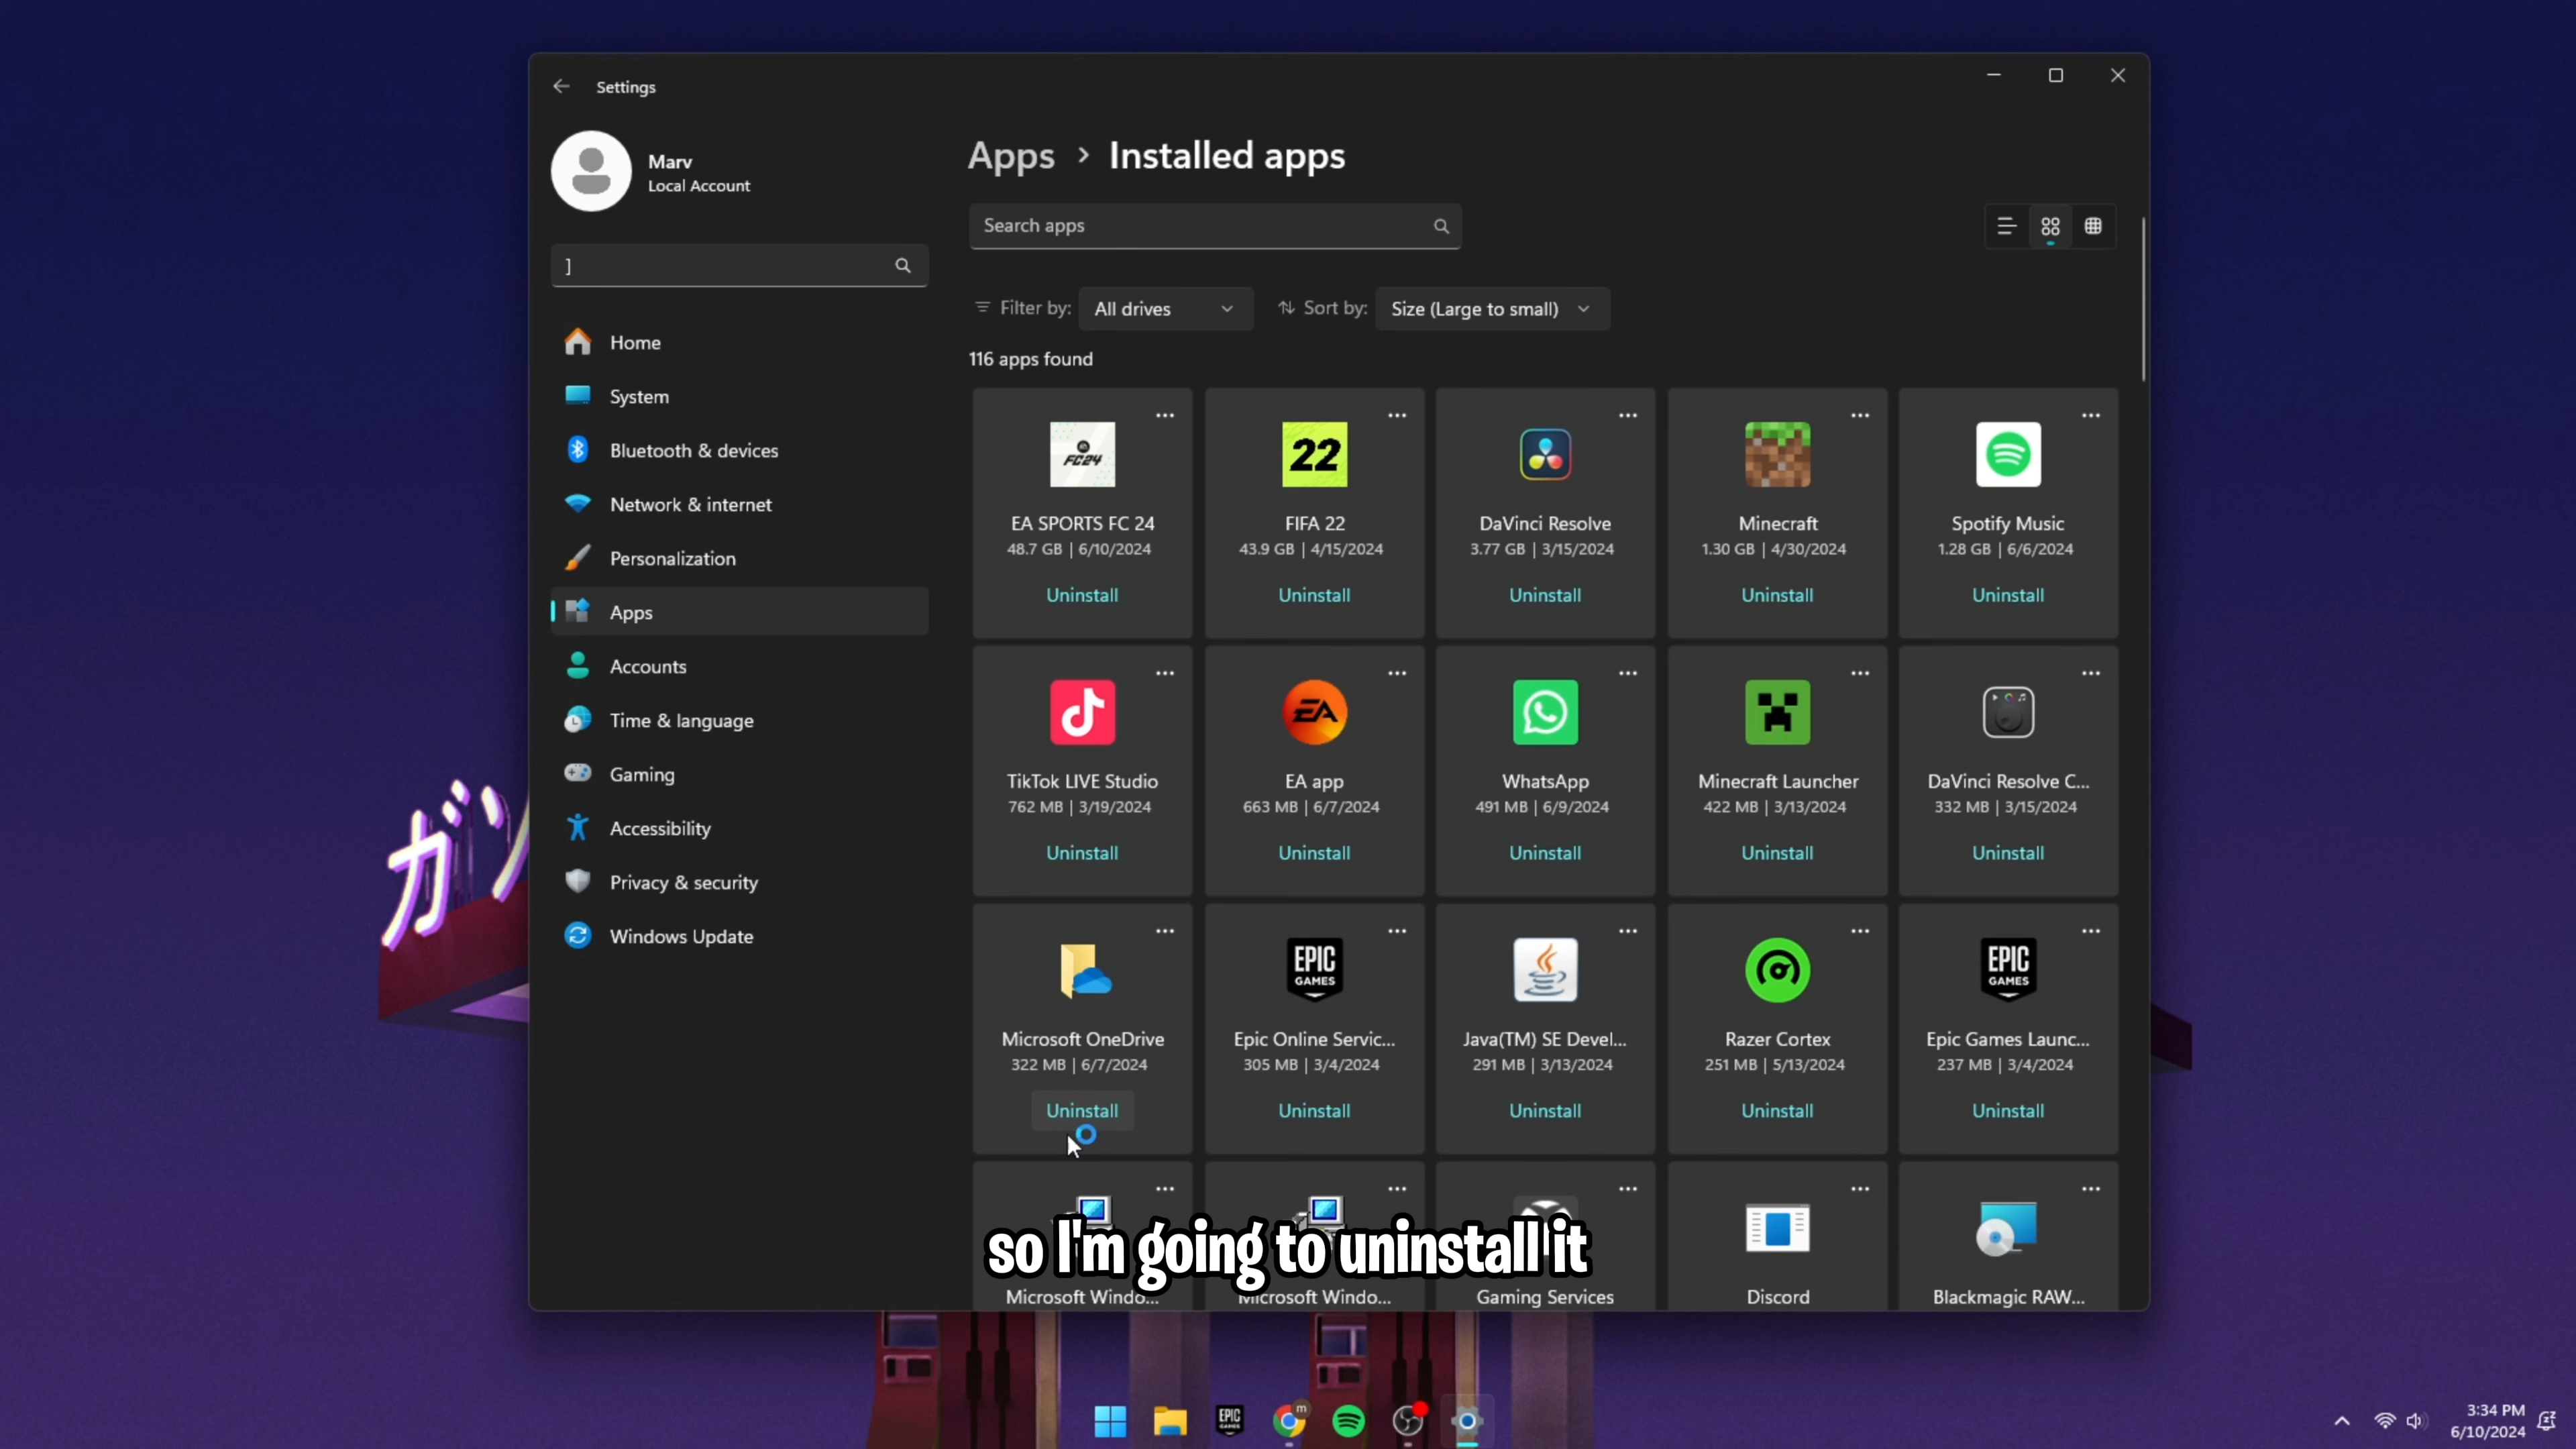 Settings
Marv
Local Account
]
Home
System
Bluetooth & devices
Network & internet
Personalization
Apps
Accounts
Time & language
Gaming
Accessibility
Privacy & security
Windows Update
Apps > Installed apps
Search apps
Filter by: All drives Sort by: Size (Large to small)
116 apps found
FC24 22
EA SPORTS FC 24 FIFA 22 DaVinci Resolve Minecraft Spotify Music
48.7 GB | 6/10/2024 43.9 GB | 4/15/2024 3.77 GB | 3/15/2024 1.30 GB | 4/30/2024 1.28 GB | 6/6/2024
Uninstall Uninstall Uninstall Uninstall Uninstall
EA
TikTok LIVE Studio EA app WhatsApp Minecraft Launcher DaVinci Resolve C...
762 MB | 3/19/2024 663 MB | 6/7/2024 491 MB | 6/9/2024 422 MB | 3/13/2024 332 MB | 3/15/2024
Uninstall Uninstall Uninstall Uninstall Uninstall
EPIC GAMES EPIC GAMES
Microsoft OneDrive Epic Online Servic... Java(TM) SE Devel... Razer Cortex Epic Games Launc...
322 MB | 6/7/2024 305 MB | 3/4/2024 291 MB | 3/13/2024 251 MB | 5/13/2024 237 MB | 3/4/2024
Uninstall Uninstall Uninstall Uninstall Uninstall
so I'm going to uninstall it
Microsoft Windo... Microsoft Windo... Gaming Services Discord Blackmagic RAW...
ガソ
EPIC GAMES
m
3:34 PM
6/10/2024